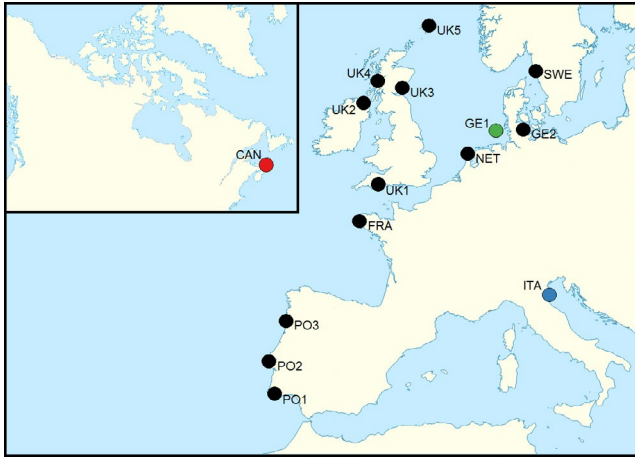 UK5
UK4
SWE
UK3
UK2
GE1
GE2
CAN
NET
UK1
FRA
ITA
PO3
PO2
PO1